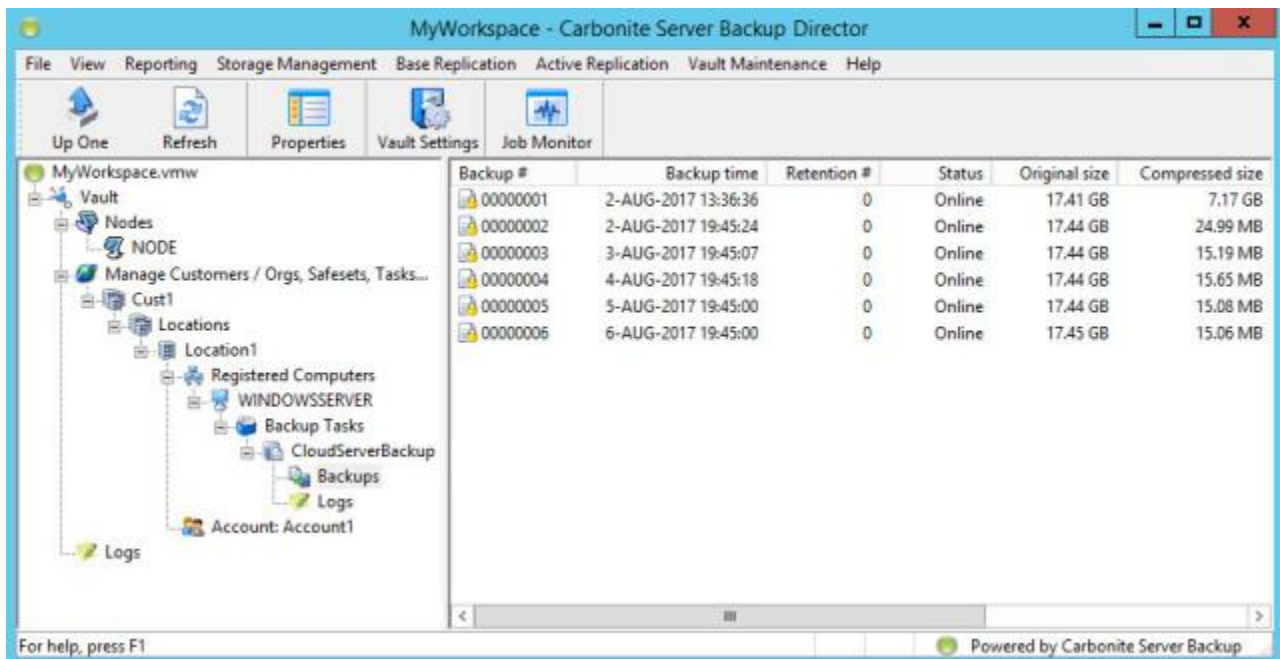 MyWorkspace - Carbonite Server Backup Director
File View Reporting Storage Management Base Replication Active Replication Vault Maintenance Help
Up One Refresh Properties Vault Settings Job Monitor
MyWorkspace.vmw
Vault
Nodes
NODE
Manage Customers / Orgs, Safesets, Tasks...
Cust1
Locations
Location1
Registered Computers
WINDOWSSERVER
Backup Tasks
CloudServerBackup
Backups
Logs
Account: Account1
Logs
Backup # Backup time Retention # Status Original size Compressed size
00000001 2-AUG-2017 13:36:36 0 Online 17.41 GB 7.17 GB
00000002 2-AUG-2017 19:45:24 0 Online 17.44 GB 24.99 MB
00000003 3-AUG-2017 19:45:07 0 Online 17.44 GB 15.19 MB
00000004 4-AUG-2017 19:45:18 0 Online 17.44 GB 15.65 MB
00000005 5-AUG-2017 19:45:00 0 Online 17.44 GB 15.08 MB
00000006 6-AUG-2017 19:45:00 0 Online 17.45 GB 15.06 MB
For help, press F1
Powered by Carbonite Server Backup